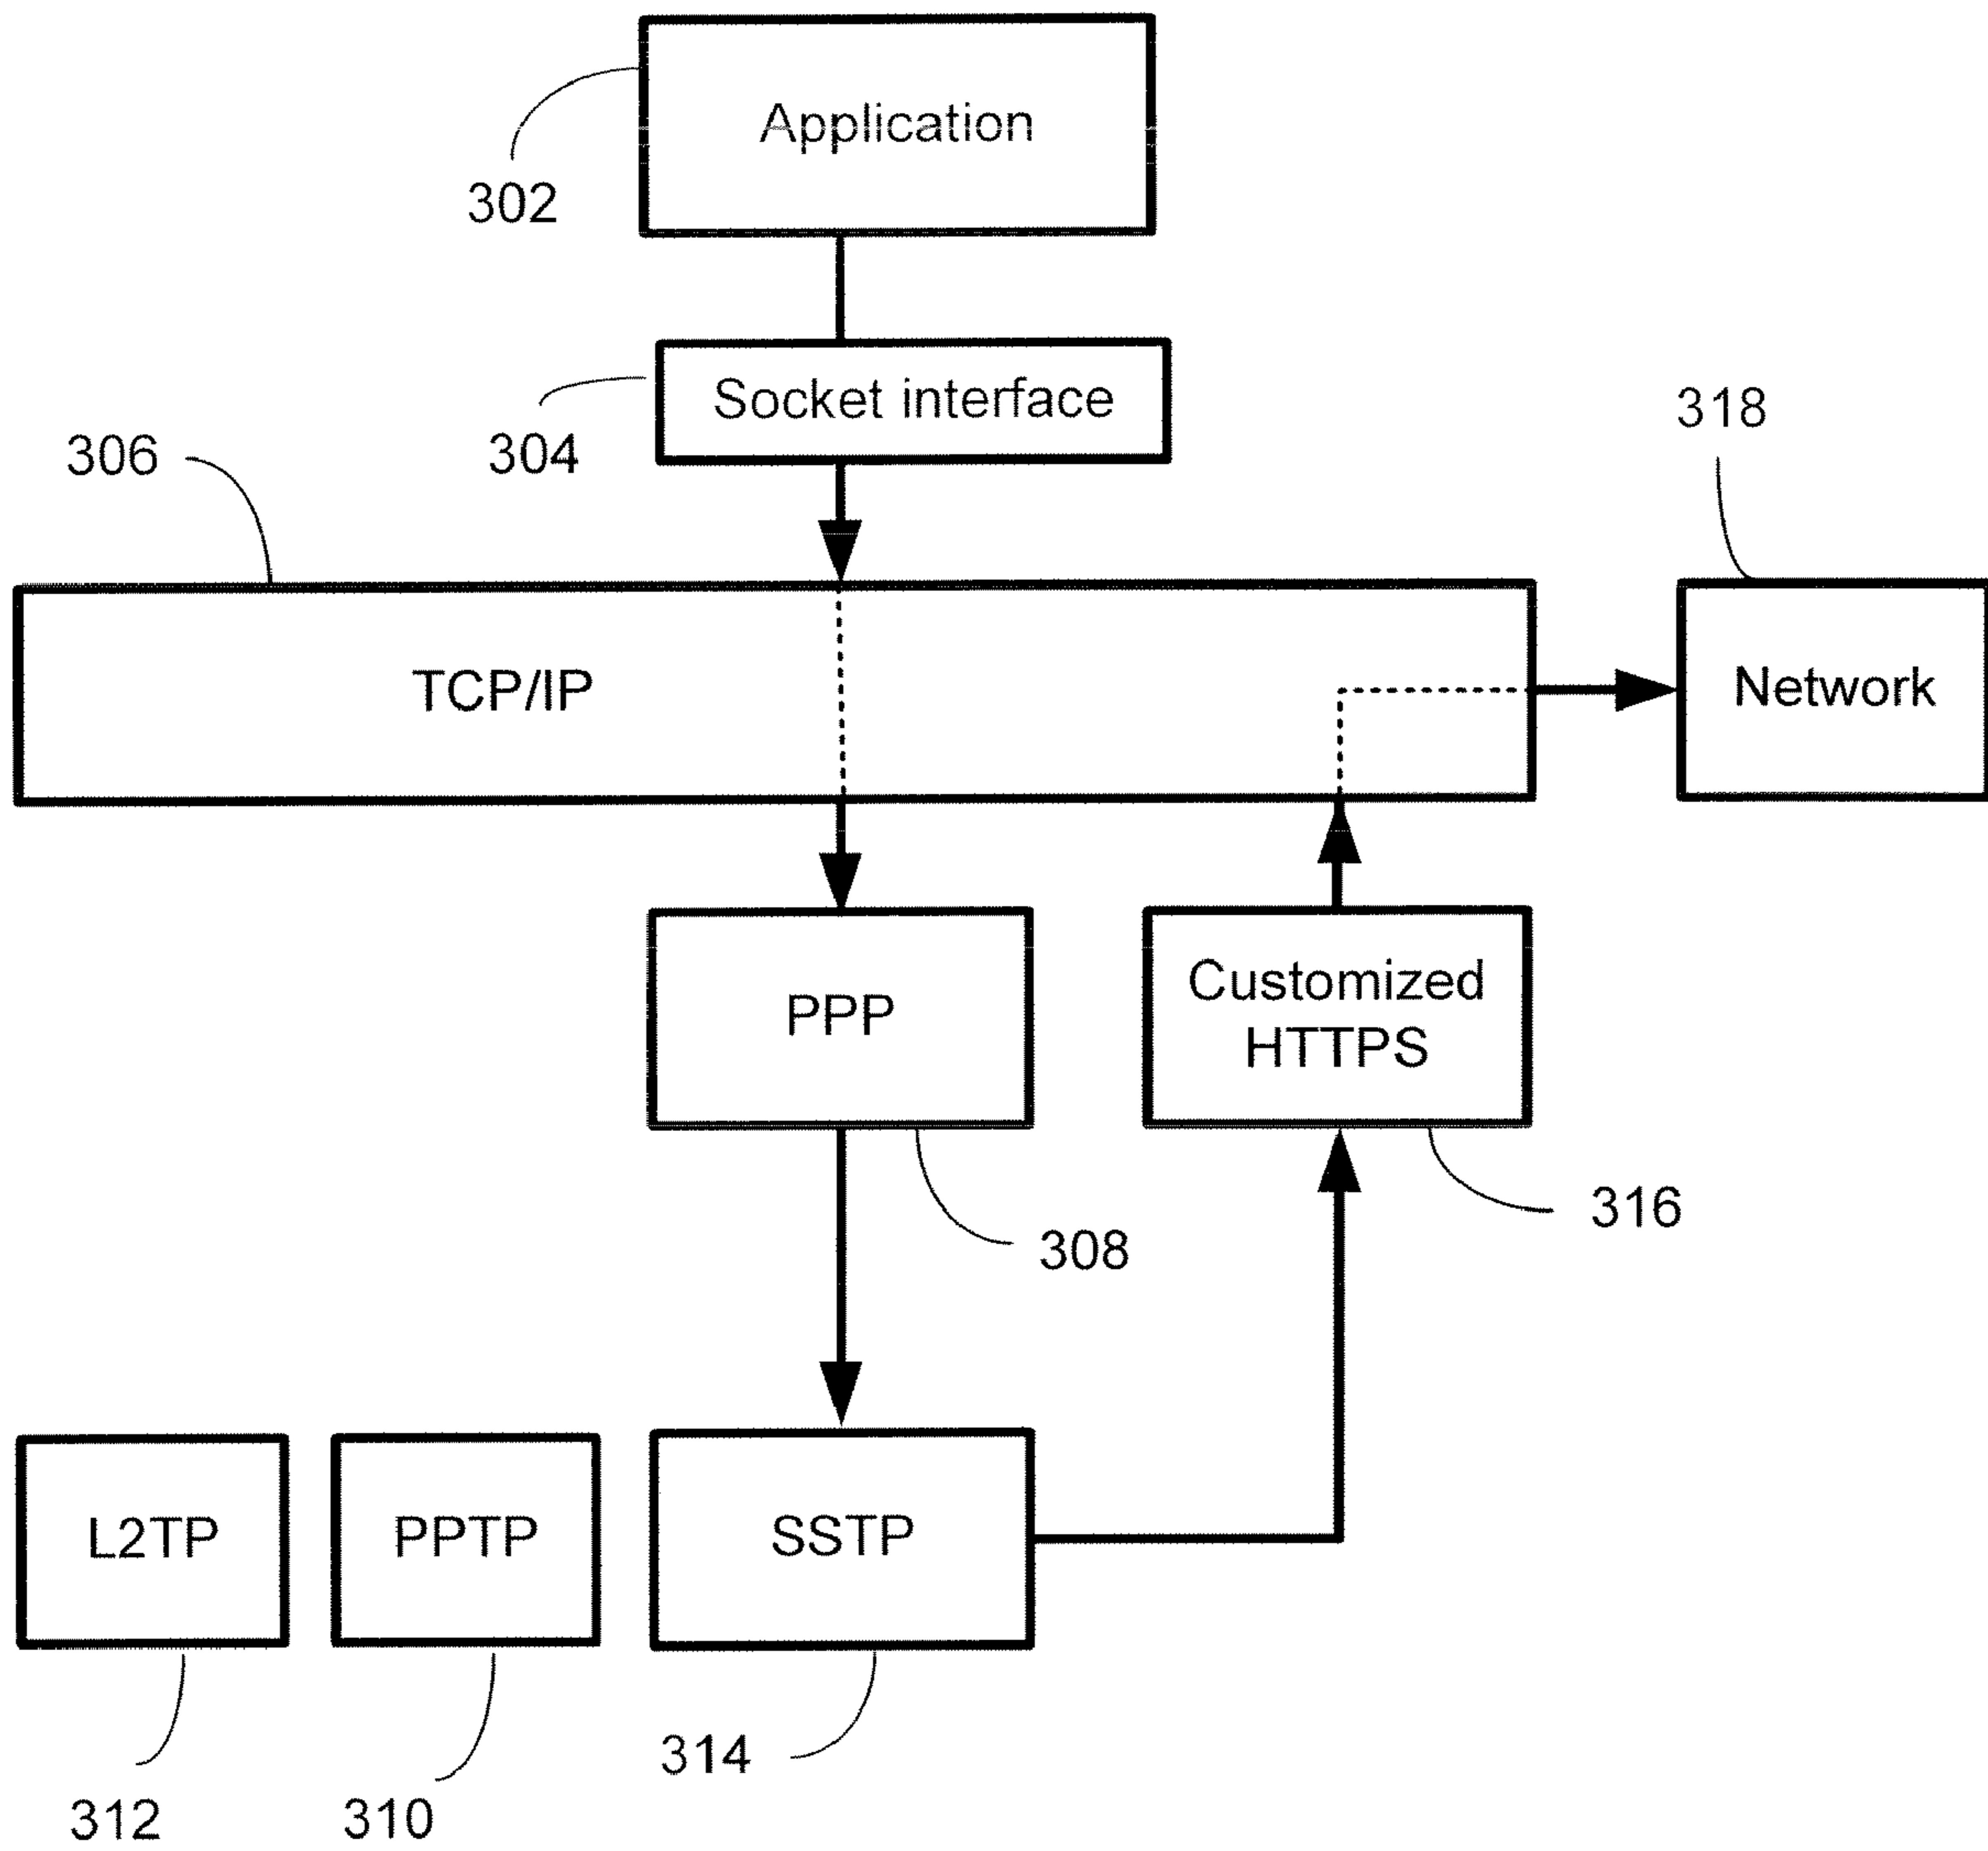 Application
302
Socket interface
304
318
306
TCP/IP
Network
PPP
Customized
HTTPS
316
308
L2TP
PPTP
SSTP
314
312
310